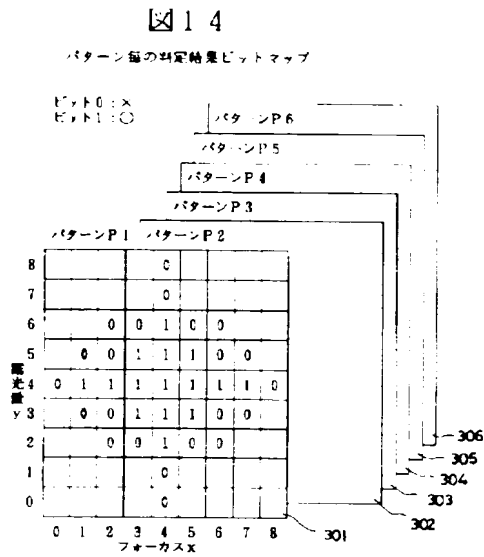 図14
パターン毎の判定結果ビットマップ
ビット0:×
ビット1:○
パターンP6
パターンP5
パターンP4
パターンP3
パターンP1 パターンP2
8 0
7 0
6 0 0 1 0 0
5 0 0 1 1 1 0 0
4 0 1 1 1 1 1 1 1 0
3 0 0 1 1 1 0 0
2 0 0 1 0 0
1 0
0 0
露光量y
0 1 2 3 4 5 6 7 8
フォーカスx
301
302
303
304
305
306